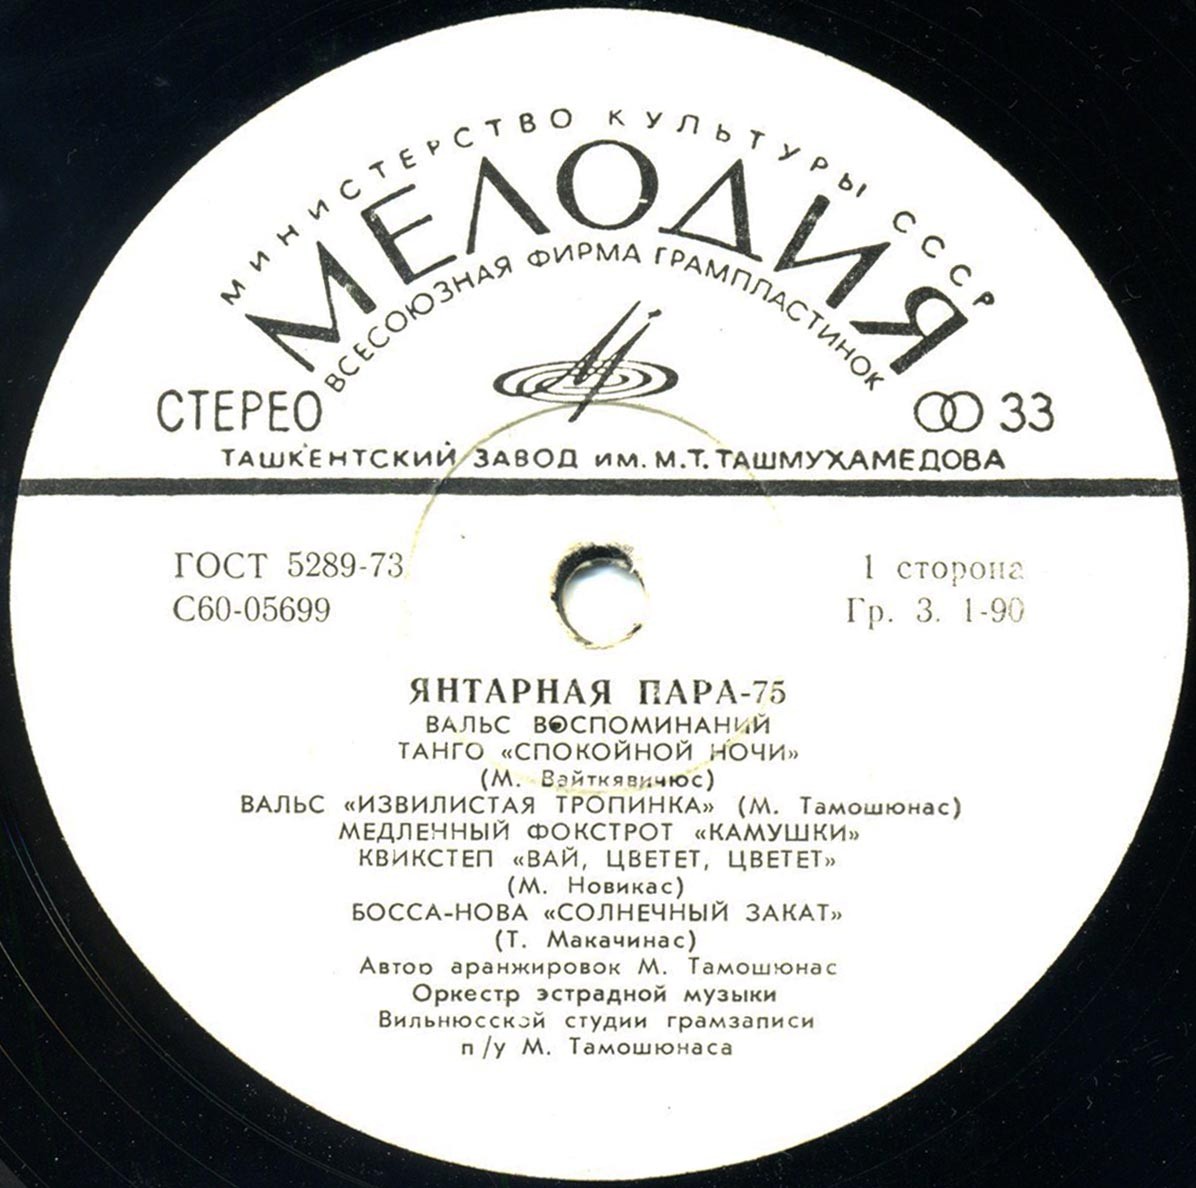 МИНИСТЕРСТВО КУЛЬТУРЫ СССР
МЕЛОДИЯ
ВСЕСОЮЗНАЯ ФИРМА ГРАМПЛАСТИНОК
СТЕРЕО
33
ТАШКЕНТСКИЙ ЗАВОД ИМ. М.Т. ТАШМУХАМЕДОВА
ГОСТ 5289-73
1 сторона
С60-05699
Гр. 3. 1-90
ЯНТАРНАЯ ПАРА-75
ВАЛЬС ВОСПОМИНАНИЙ
ТАНГО «СПОКОЙНОЙ НОЧИ»
(М. Вайткявичюс)
ВАЛЬС «ИЗВИЛИСТАЯ ТРОПИНКА» (М. Тамошюнас)
МЕДЛЕННЫЙ ФОКСТРОТ «КАМУШКИ»
КВИКСТЕП «ВАЙ, ЦВЕТЕТ, ЦВЕТЕТ»
(М. Новикас)
БОССА-НОВА «СОЛНЕЧНЫЙ ЗАКАТ»
(Т. Макачинас)
Автор аранжировок М. Тамошюнас
Оркестр эстрадной музыки
Вильнюсской студии грамзаписи
п/у М. Тамошюнаса